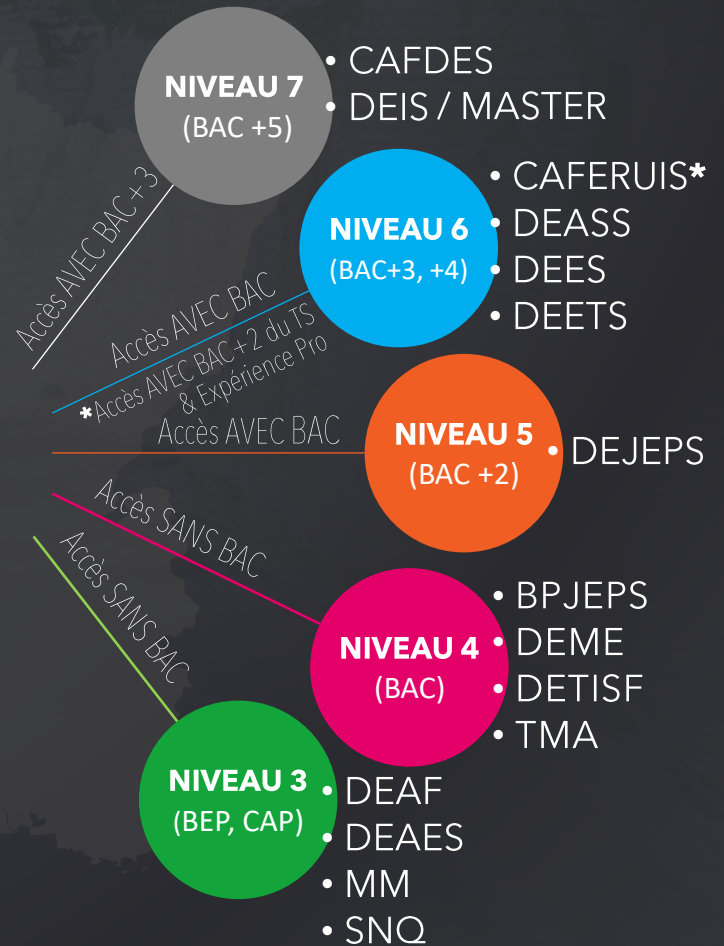 NIVEAU 7
(BAC +5)
• CAFDES
• DEIS / MASTER
Accès AVEC BAC+3
NIVEAU 6
(BAC+3, +4)
• CAFERUIS*
• DEASS
• DEES
• DEETS
Accès AVEC BAC
*Accès AVEC BAC+2 du TS
& Expérience Pro
Accès AVEC BAC
NIVEAU 5
(BAC +2)
• DEJEPS
Accès SANS BAC
NIVEAU 4
(BAC)
• BPJEPS
• DEME
• DETISF
• TMA
Accès SANS BAC
NIVEAU 3
(BEP, CAP)
• DEAF
• DEAES
• MM
• SNQ